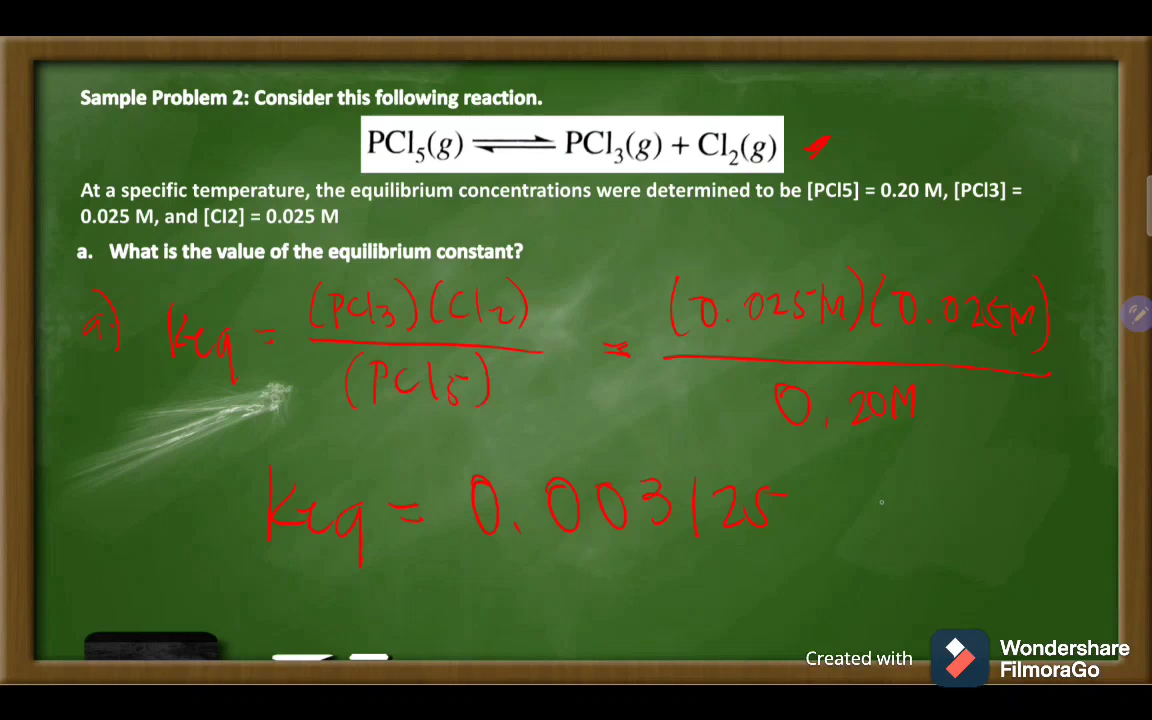 Sample Problem 2: Consider this following reaction.
PCl₅(g) ⇌ PCl₃(g) + Cl₂(g)
At a specific temperature, the equilibrium concentrations were determined to be [PCl5] = 0.20 M, [PCl3] =
0.025 M, and [Cl2] = 0.025 M
a. What is the value of the equilibrium constant?
a.) Keq = (PCl3)(Cl2) / (PCl5) = (0.025M)(0.025M) / 0.20M
Keq = 0.003125
Created with Wondershare FilmoraGo